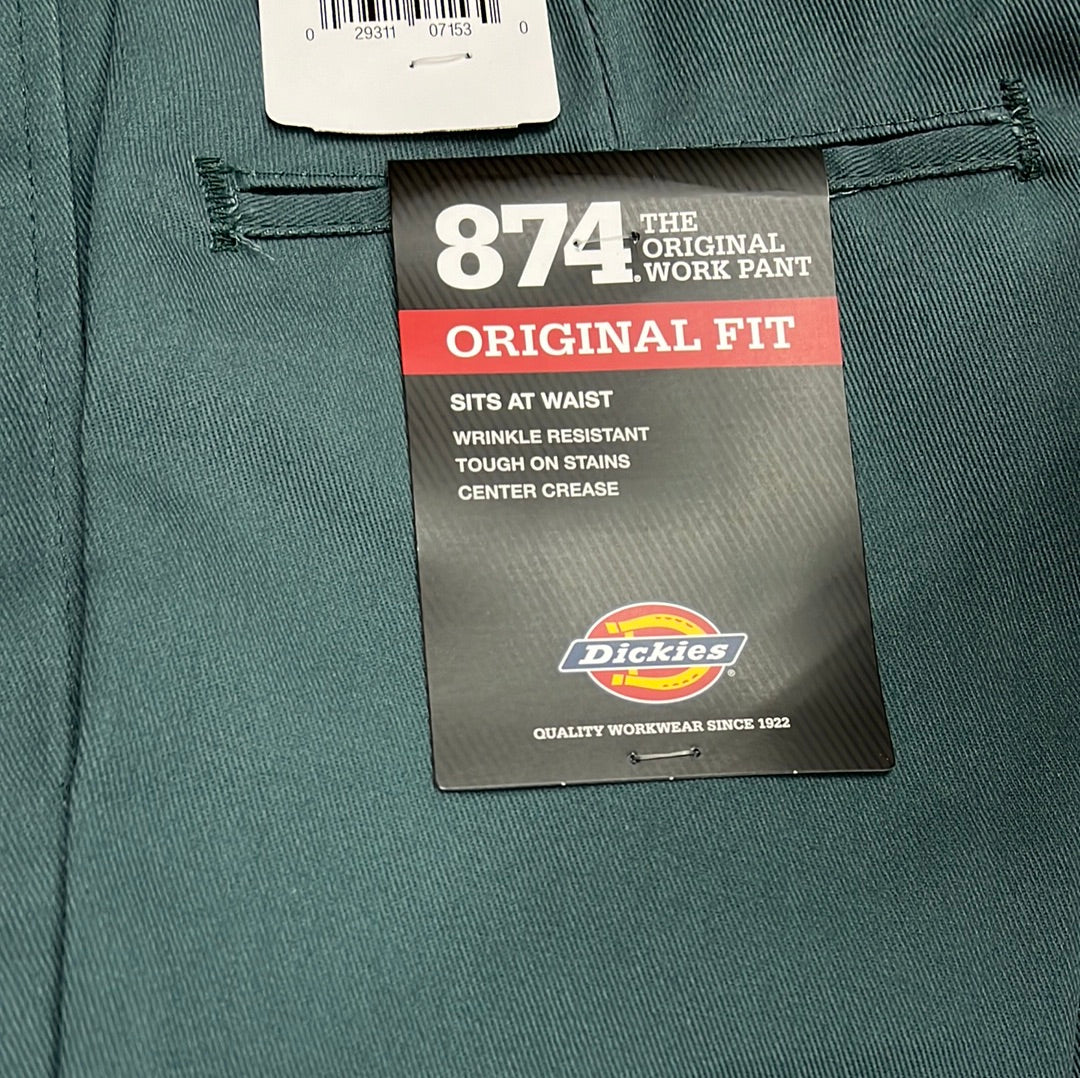 0 29311 07153 0
874® THE
ORIGINAL
WORK PANT
ORIGINAL FIT
SITS AT WAIST
WRINKLE RESISTANT
TOUGH ON STAINS
CENTER CREASE
Dickies®
QUALITY WORKWEAR SINCE 1922